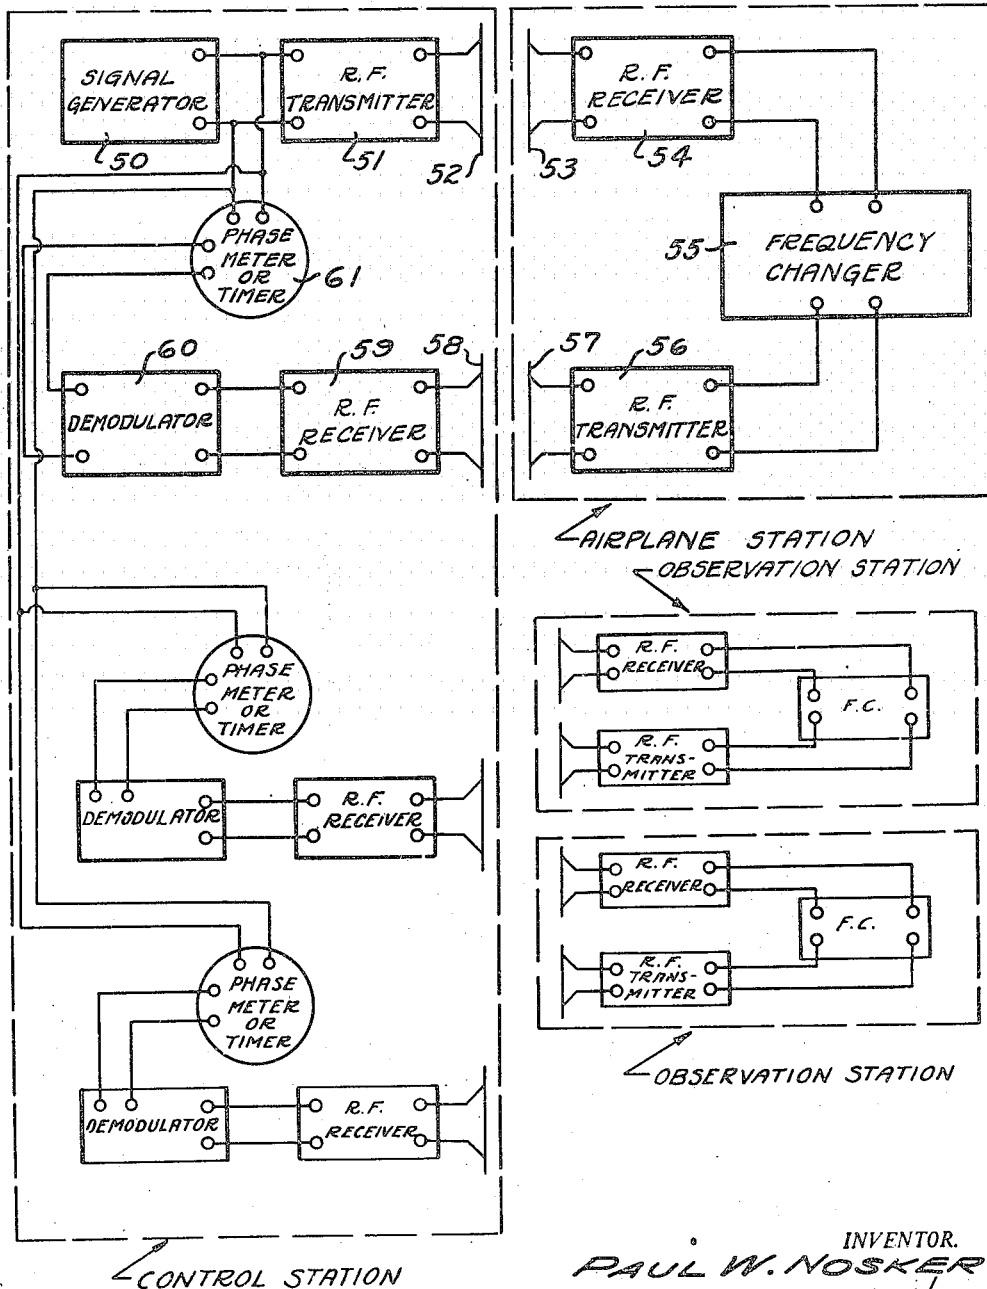 SIGNAL
GENERATOR
50
R.F.
TRANSMITTER
51
52
53
R.F.
RECEIVER
54
PHASE
METER
OR
TIMER
61
55
FREQUENCY
CHANGER
60
DEMODULATOR
59
R.F.
RECEIVER
58
57
56
R.F.
TRANSMITTER
AIRPLANE STATION
OBSERVATION STATION
PHASE
METER
OR
TIMER
R.F.
RECEIVER
F.C.
R.F.
TRANS-
MITTER
DEMODULATOR
R.F.
RECEIVER
R.F.
RECEIVER
F.C.
R.F.
TRANS-
MITTER
PHASE
METER
OR
TIMER
OBSERVATION STATION
DEMODULATOR
R.F.
RECEIVER
CONTROL STATION
INVENTOR.
PAUL W. NOSKER